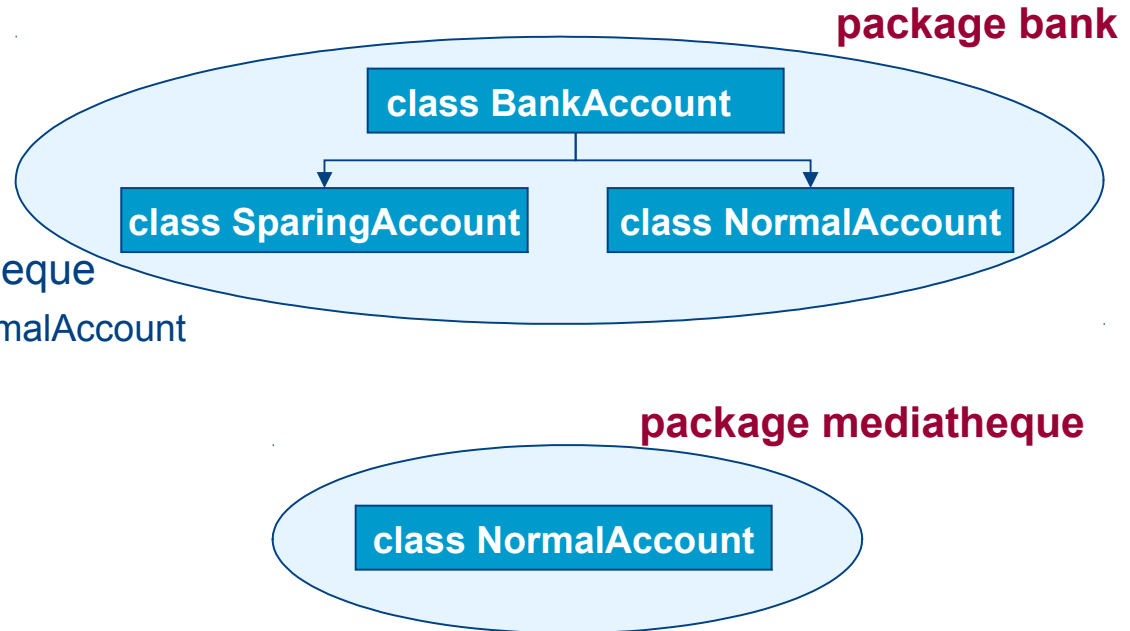 package bank
class BankAccount
class SparingAccount
class NormalAccount
eque
malAccount
package mediatheque
class NormalAccount